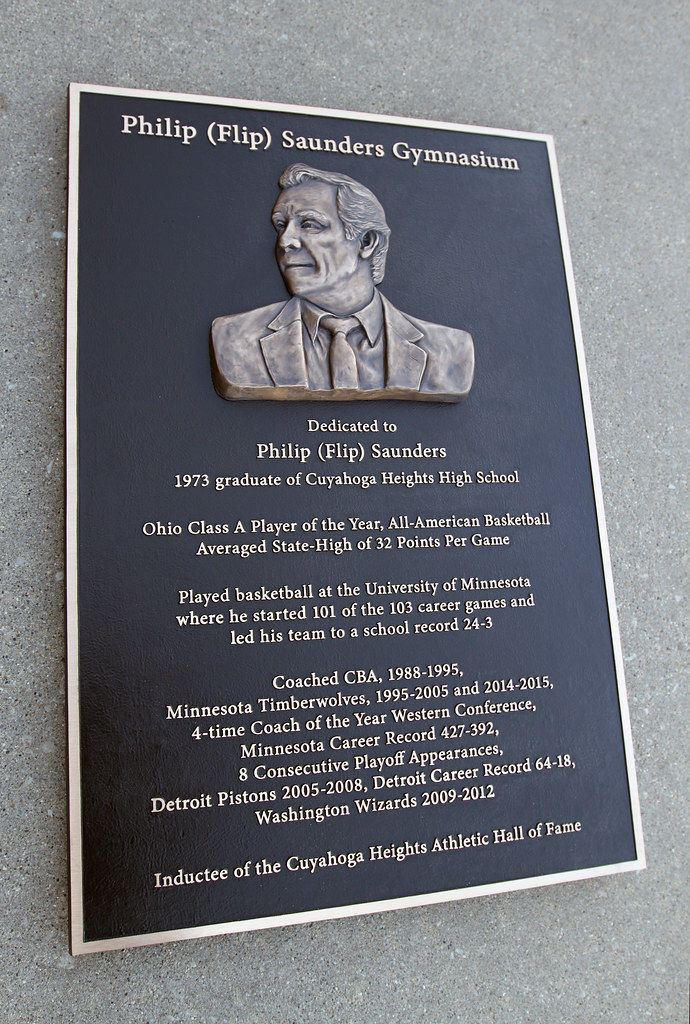 Philip (Flip) Saunders Gymnasium
Dedicated to
Philip (Flip) Saunders
1973 graduate of Cuyahoga Heights High School
Ohio Class A Player of the Year, All-American Basketball
Averaged State-High of 32 Points Per Game
Played basketball at the University of Minnesota
where he started 101 of the 103 career games and
led his team to a school record 24-3
Coached CBA, 1988-1995,
Minnesota Timberwolves, 1995-2005 and 2014-2015,
4-time Coach of the Year Western Conference,
Minnesota Career Record 427-392,
8 Consecutive Playoff Appearances,
Detroit Pistons 2005-2008, Detroit Career Record 64-18,
Washington Wizards 2009-2012
Inductee of the Cuyahoga Heights Athletic Hall of Fame